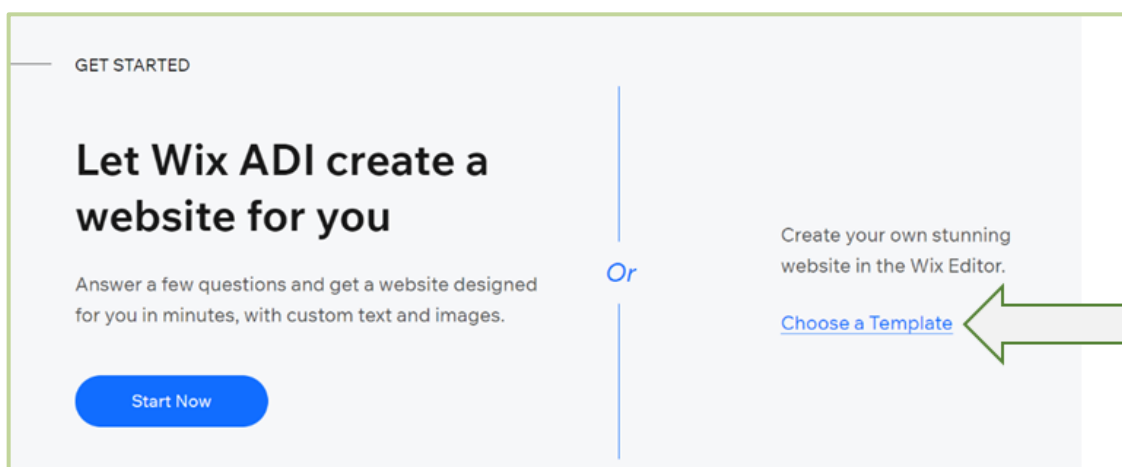 GET STARTED
Let Wix ADI create a
website for you
Answer a few questions and get a website designed
for you in minutes, with custom text and images.
Start Now
Or
Create your own stunning
website in the Wix Editor.
Choose a Template